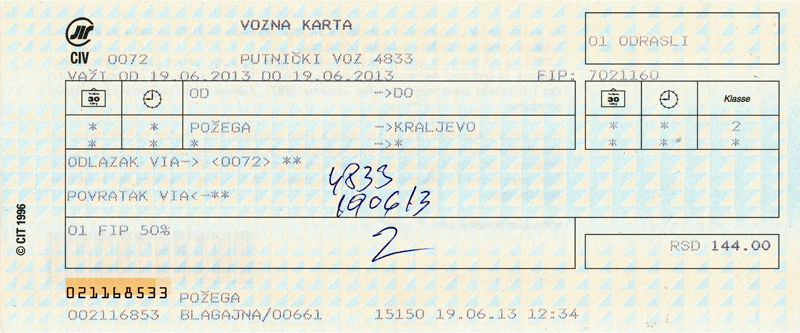 VOZNA KARTA
CIV 0072 PUTNIČKI VOZ 4833 01 ODRASLI
VAŽI OD 19.06.2013 DO 19.06.2013 FIP: 7021160
30 OD —>DO 30 Klasse
* * POŽEGA —>KRALJEVO * * 2
* * * —>* * * *
ODLAZAK VIA—> <0072> **
4833
POVRATAK VIA<—**
190613
01 FIP 50%
2
RSD 144.00
© CIT 1996
021168533 POŽEGA
002116853 BLAGAJNA/00661 15150 19.06.13 12:34